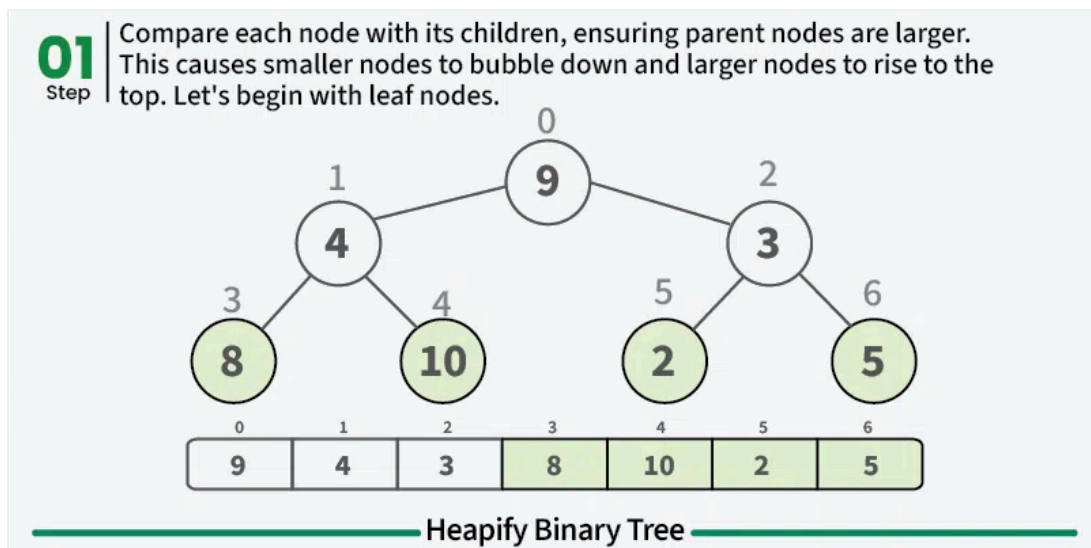 01
Step
Compare each node with its children, ensuring parent nodes are larger.
This causes smaller nodes to bubble down and larger nodes to rise to the
top. Let's begin with leaf nodes.
0
9
1
2
4
3
3
4
5
6
8
10
2
5
0 1 2 3 4 5 6
9 4 3 8 10 2 5
Heapify Binary Tree